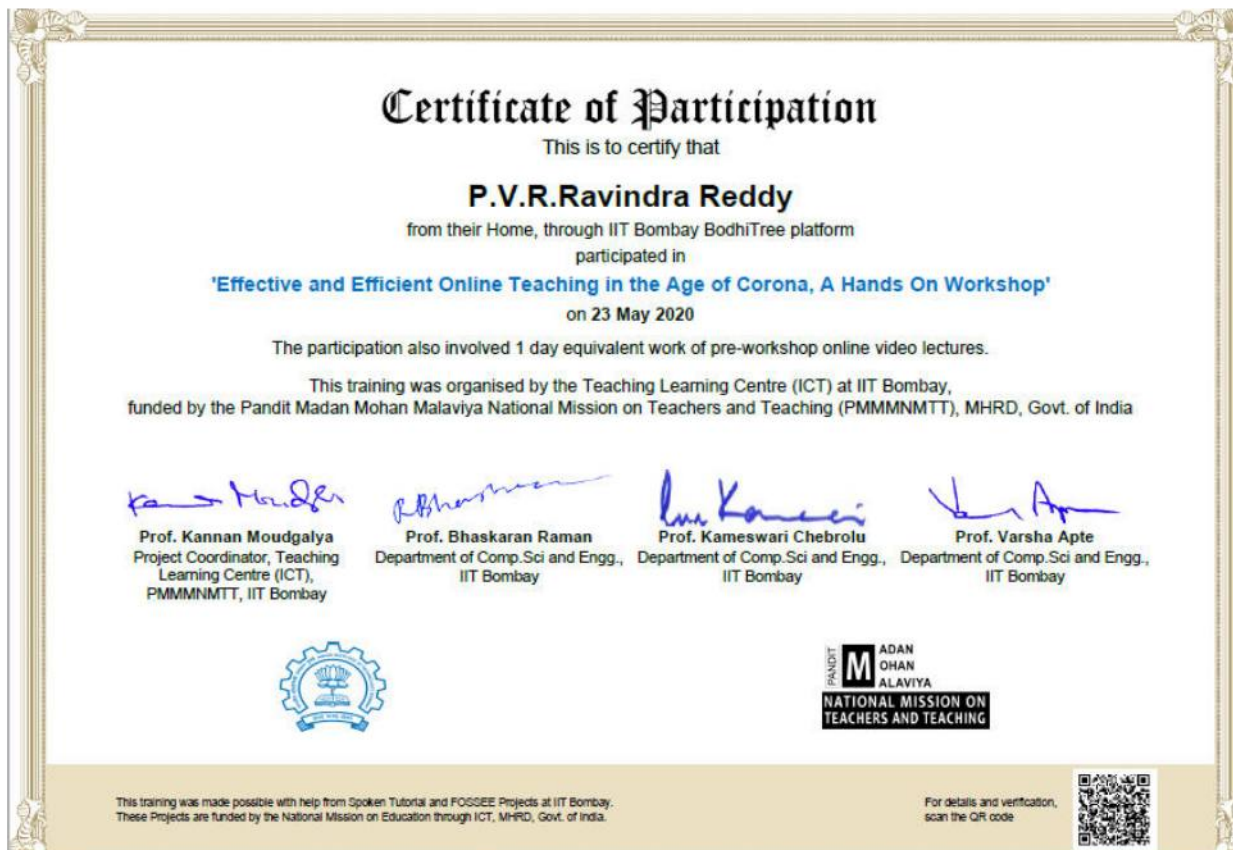 Certificate of Participation
This is to certify that
P.V.R.Ravindra Reddy
from their Home, through IIT Bombay BodhiTree platform
participated in
'Effective and Efficient Online Teaching in the Age of Corona, A Hands On Workshop'
on 23 May 2020
The participation also involved 1 day equivalent work of pre-workshop online video lectures.
This training was organised by the Teaching Learning Centre (ICT) at IIT Bombay,
funded by the Pandit Madan Mohan Malaviya National Mission on Teachers and Teaching (PMMMNMTT), MHRD, Govt. of India
Prof. Kannan Moudgalya
Project Coordinator, Teaching
Learning Centre (ICT),
PMMMNMTT, IIT Bombay
Prof. Bhaskaran Raman
Department of Comp.Sci and Engg.,
IIT Bombay
Prof. Kameswari Chebrolu
Department of Comp.Sci and Engg.,
IIT Bombay
Prof. Varsha Apte
Department of Comp.Sci and Engg.,
IIT Bombay
PANDIT
MADAN
MOHAN
MALAVIYA
NATIONAL MISSION ON
TEACHERS AND TEACHING
This training was made possible with help from Spoken Tutorial and FOSSEE Projects at IIT Bombay.
These Projects are funded by the National Mission on Education through ICT, MHRD, Govt. of India.
For details and verification,
scan the QR code